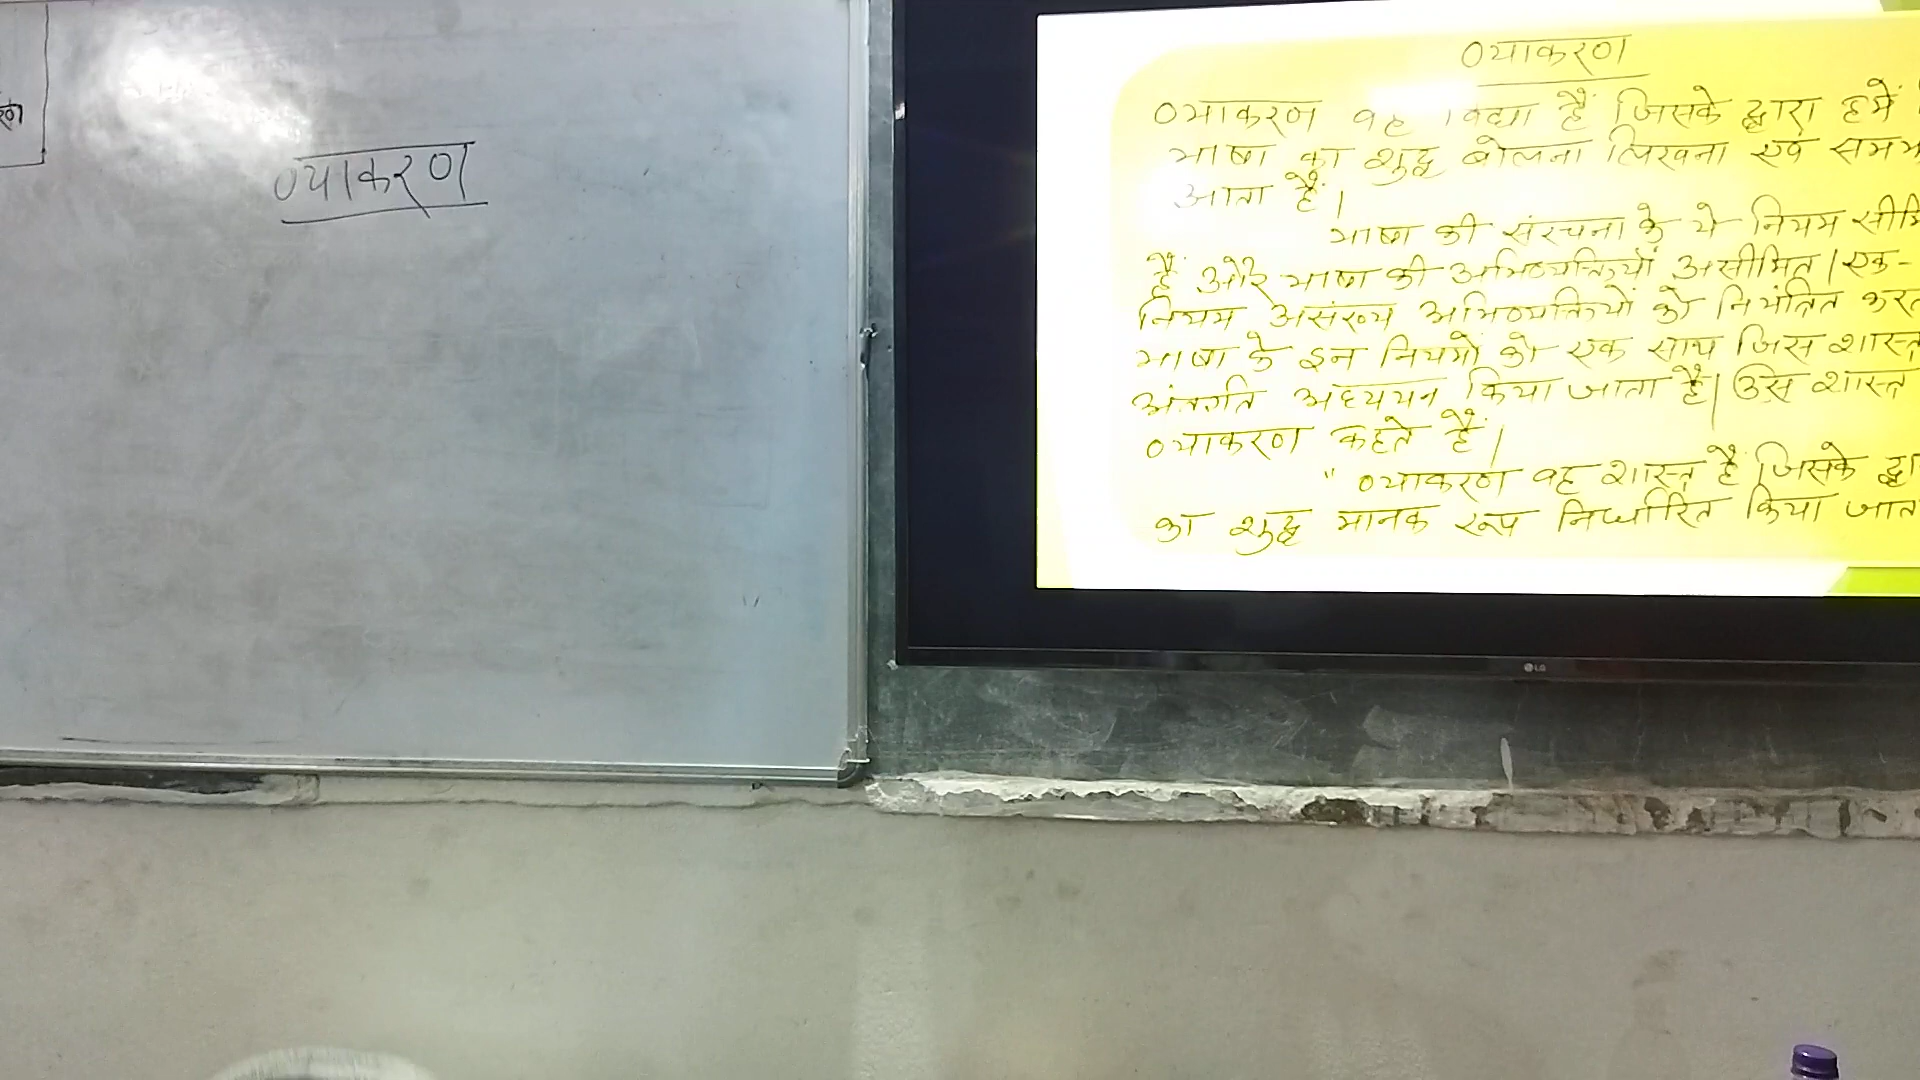 व्याकरण
व्याकरण
व्याकरण वह विद्या हैं जिसके द्वारा हमें
भाषा का शुद्ध बोलना लिखना एवं
आता हैं।
भाषा की संरचना के ये नियम
हैं और भाषा की अभिव्यक्तियाँ असीमित। एक-
नियम असंख्य अभिव्यक्तियों को नियंत्रित
भाषा के इन नियमों को एक साथ जिस
अंतर्गत अध्ययन किया जाता है। उस शास्त्र
व्याकरण कहते हैं।
" व्याकरण वह शास्त्र हैं जिसके
का शुद्ध मानक रूप निर्धारित किया
LG